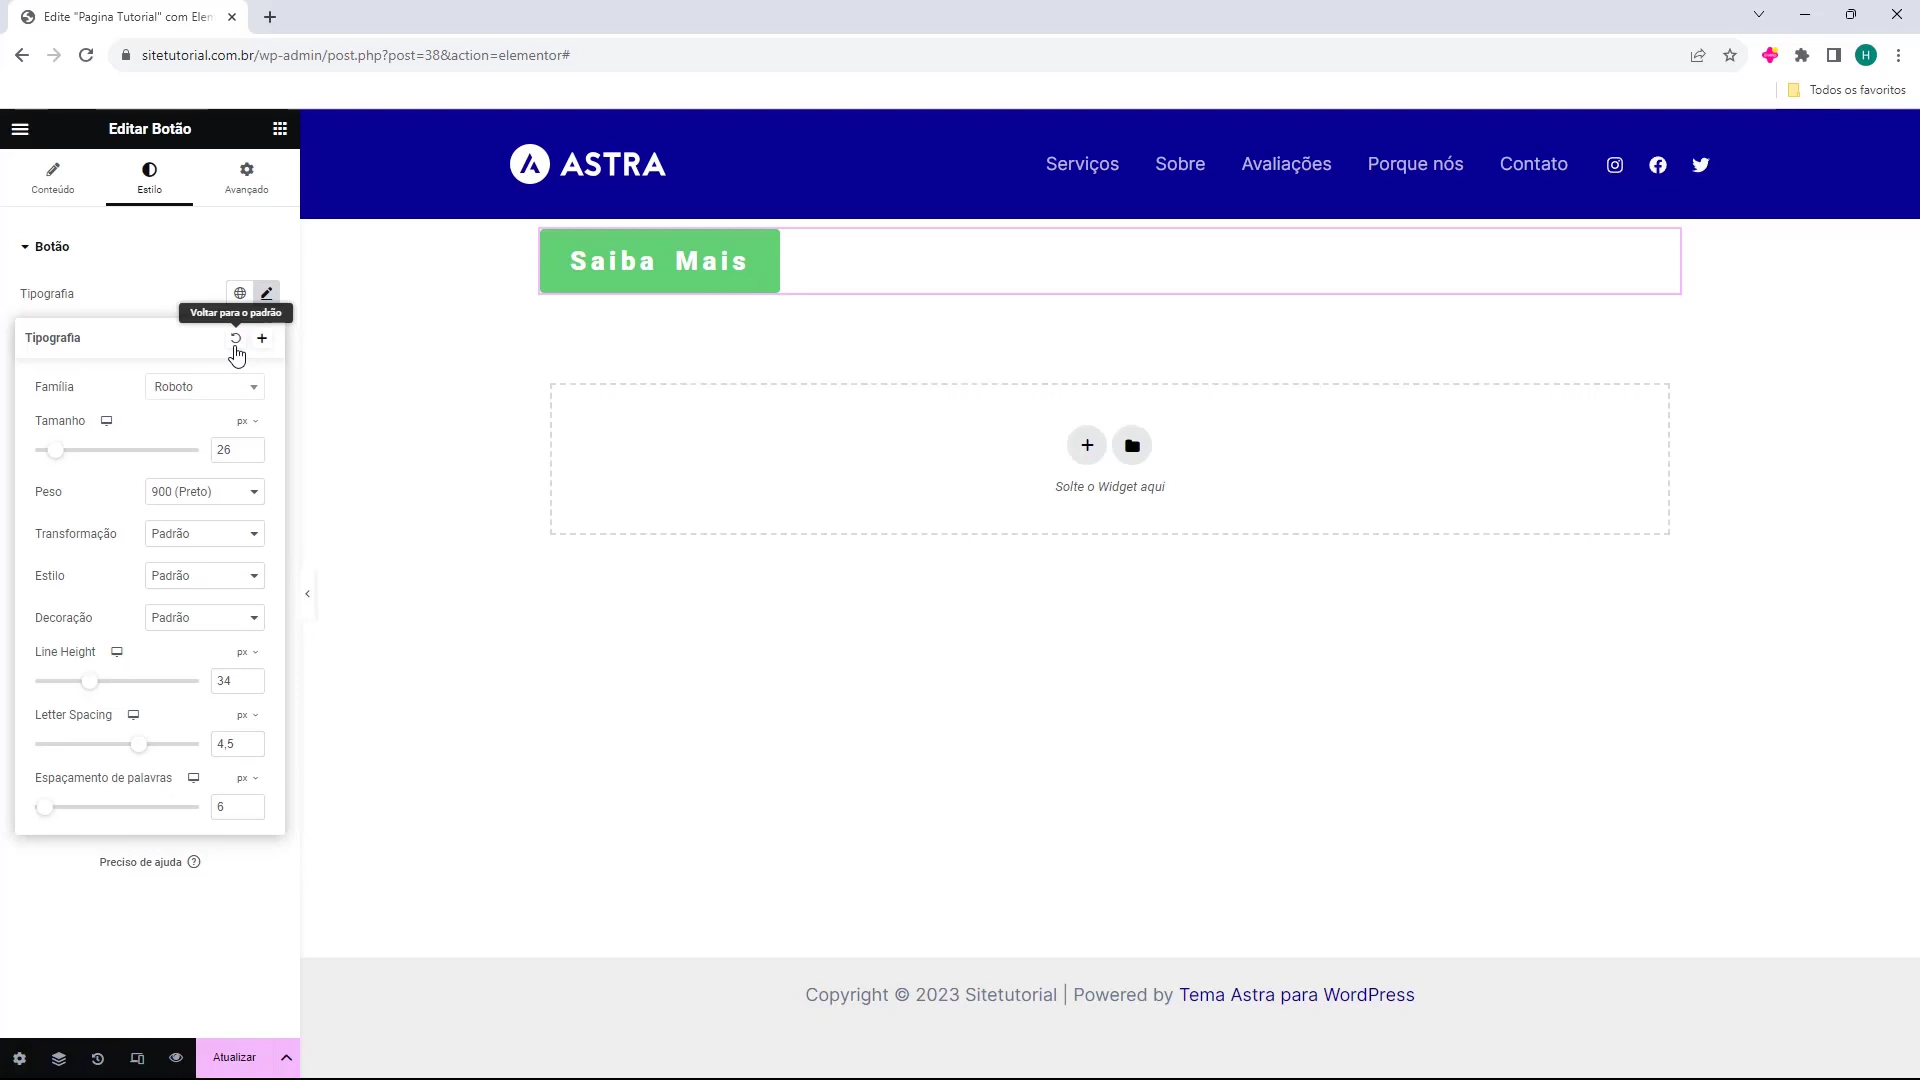 Edite "Pagina Tutorial" com Elen
sitetutorial.com.br/wp-admin/post.php?post=38&action=elementor#
H
Todos os favoritos
Editar Botão
Conteúdo
Estilo
Avançado
ASTRA
Serviços
Sobre
Avaliações
Porque nós
Contato
Botão
Saiba Mais
Tipografia
Voltar para o padrão
Tipografia
Família
Roboto
Tamanho
px
26
Peso
900 (Preto)
Transformação
Padrão
Estilo
Padrão
Decoração
Padrão
Line Height
px
34
Letter Spacing
px
4,5
Espaçamento de palavras
px
6
Preciso de ajuda
Solte o Widget aqui
Copyright © 2023 Sitetutorial | Powered by Tema Astra para WordPress
Atualizar